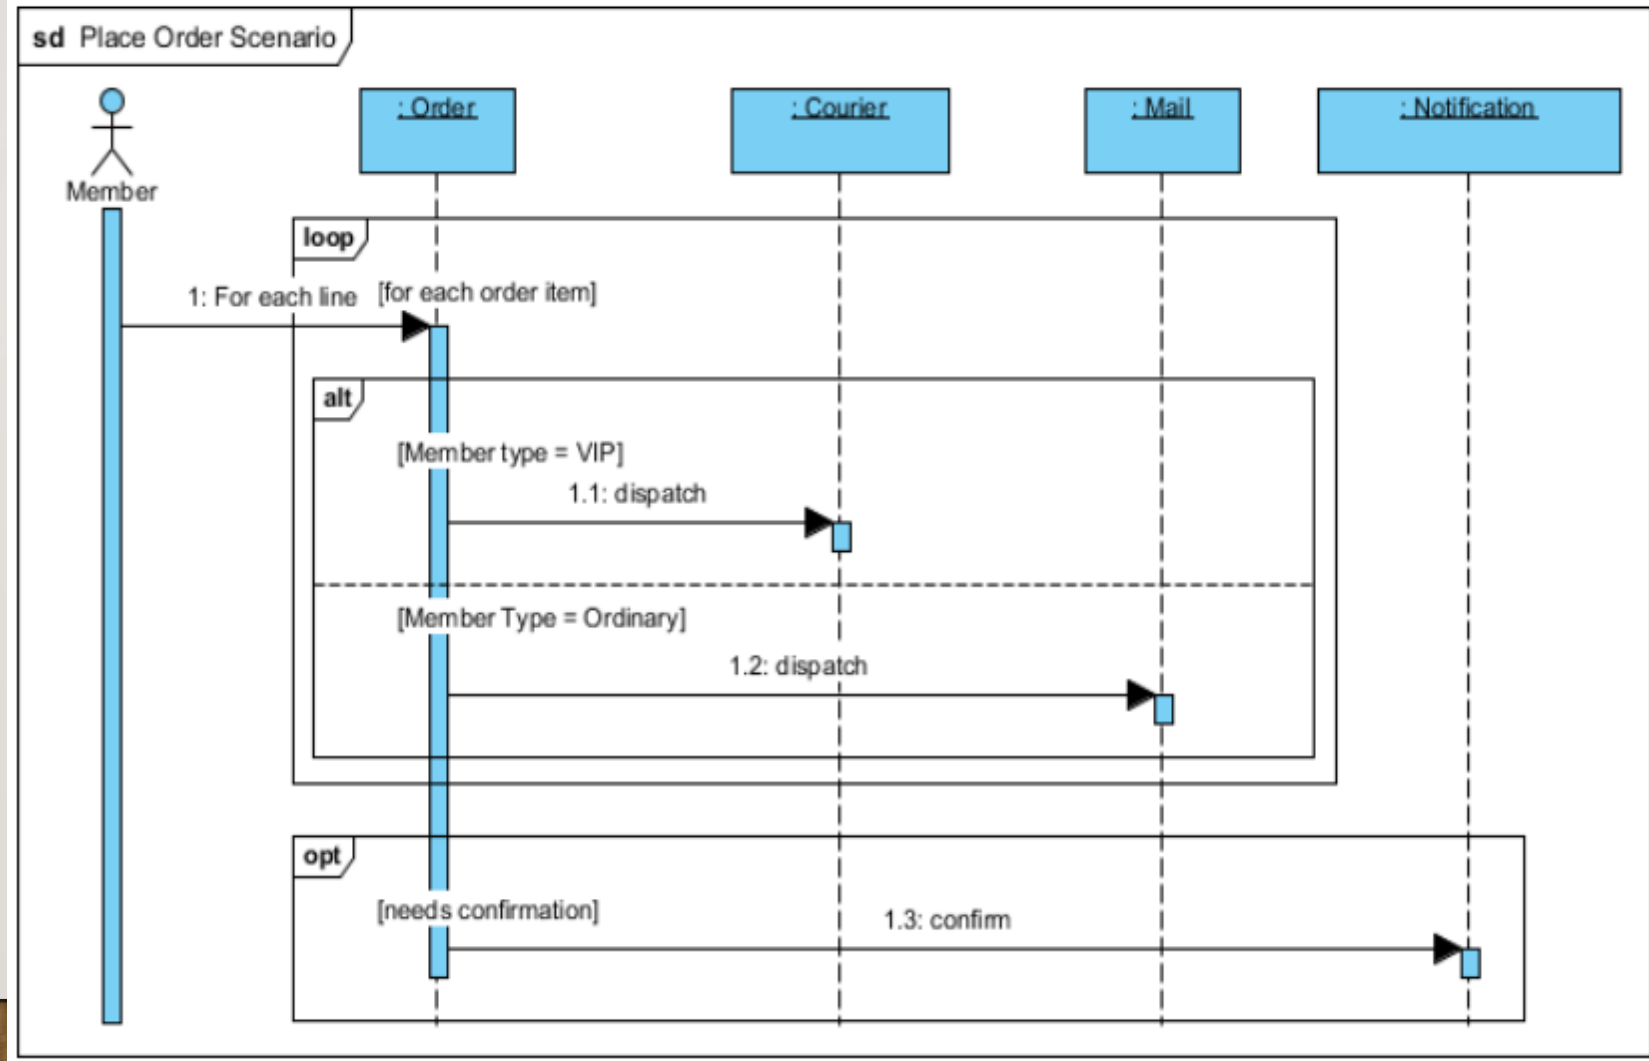 sd Place Order Scenario
: Order
: Courier
: Mail
: Notification
Member
loop
1: For each line
[for each order item]
alt
[Member type = VIP]
1.1: dispatch
[Member Type = Ordinary]
1.2: dispatch
opt
[needs confirmation]
1.3: confirm